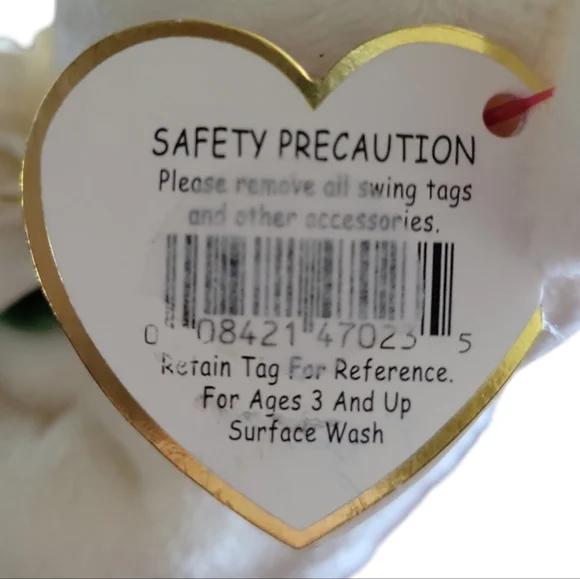 SAFETY PRECAUTION
Please remove all swing tags
and other accessories.
0 08421 47023 5
Retain Tag For Reference.
For Ages 3 And Up
Surface Wash